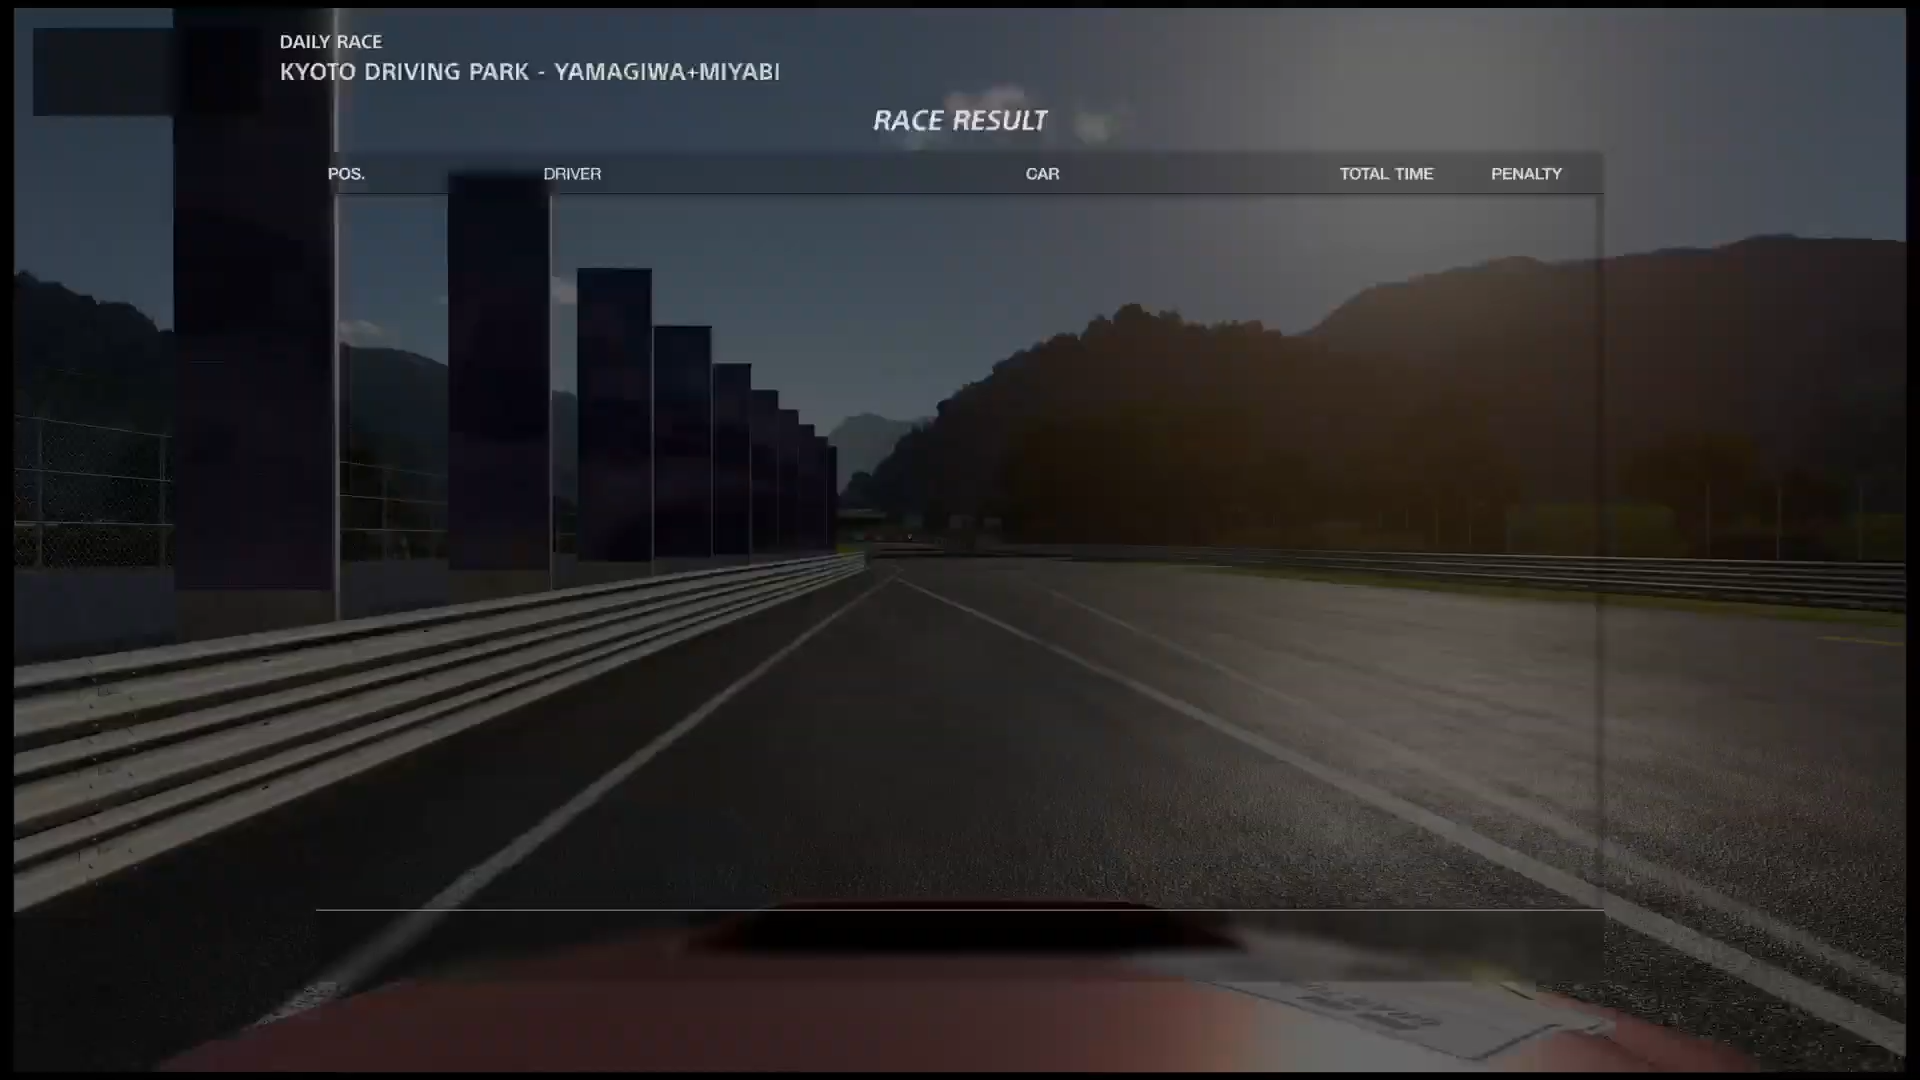 DAILY RACE
KYOTO DRIVING PARK - YAMAGIWA+MIYABI
RACE RESULT
POS. DRIVER CAR TOTAL TIME PENALTY